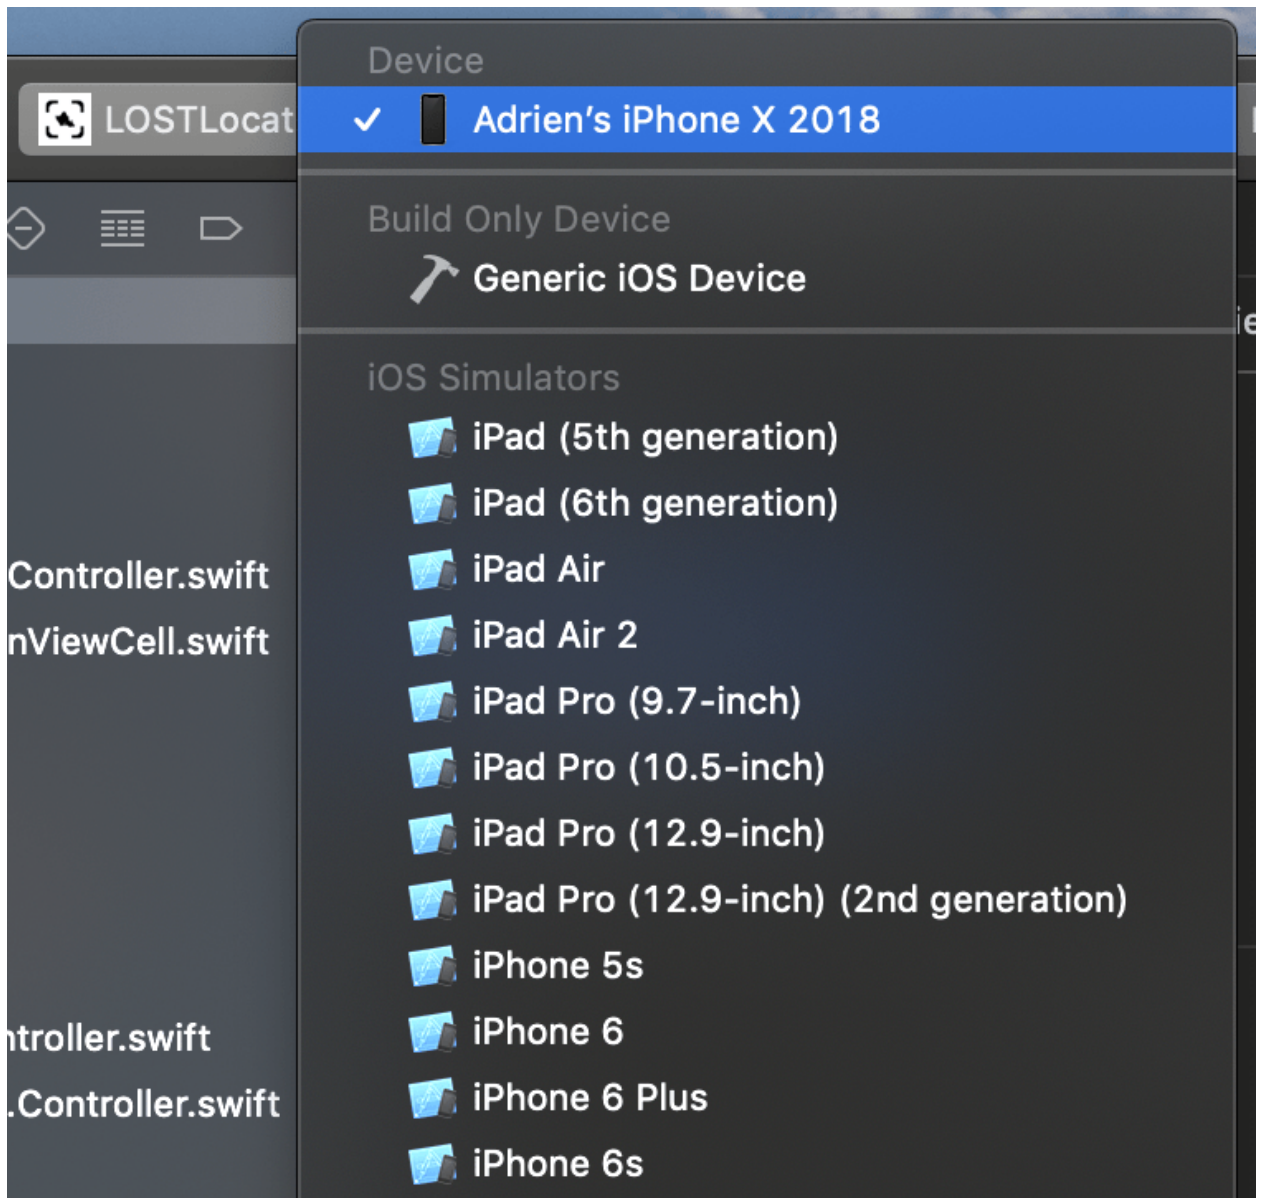 Device
LOSTLocat
Adrien’s iPhone X 2018
Build Only Device
Generic iOS Device
iOS Simulators
iPad (5th generation)
iPad (6th generation)
Controller.swift
iPad Air
nViewCell.swift
iPad Air 2
iPad Pro (9.7-inch)
iPad Pro (10.5-inch)
iPad Pro (12.9-inch)
iPad Pro (12.9-inch) (2nd generation)
iPhone 5s
ntroller.swift
iPhone 6
.Controller.swift
iPhone 6 Plus
iPhone 6s